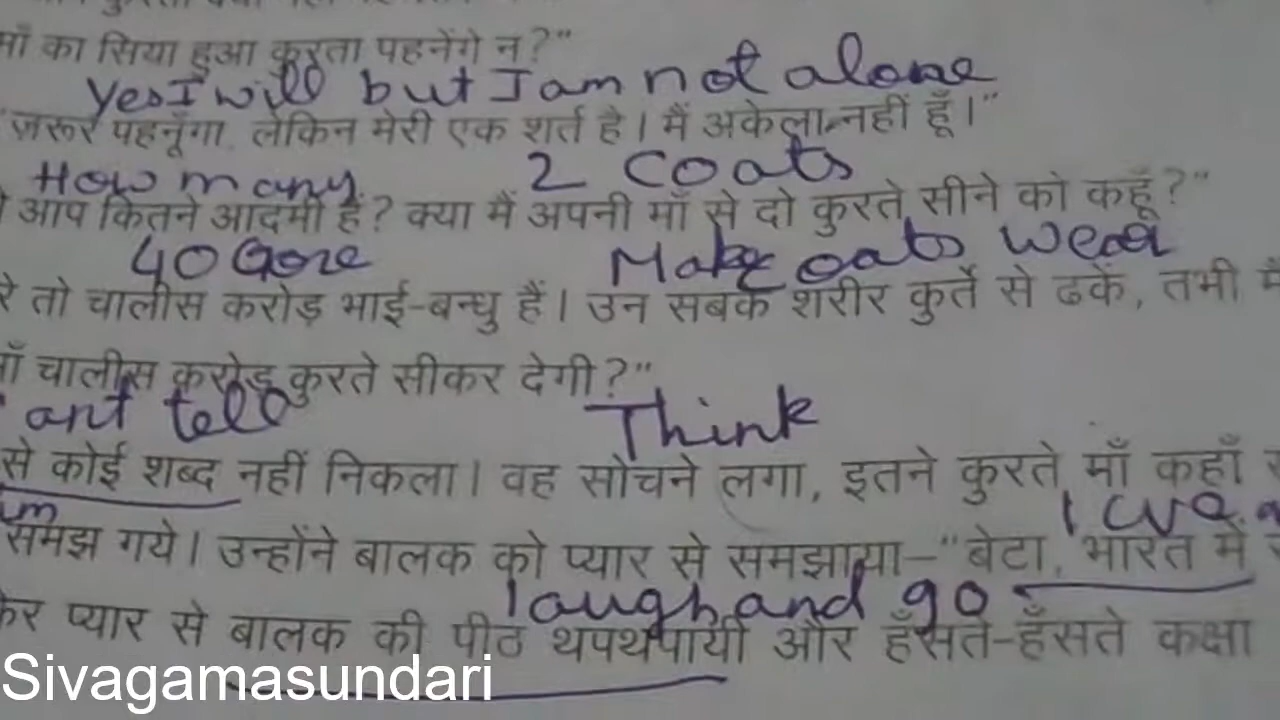 माँ का सिया हुआ कुरता पहनेंगे न?"
Yes I will but I am not alone
"ज़रूर पहनूँगा, लेकिन मेरी एक शर्त है। मैं अकेला नहीं हूँ।"
How many 2 coats
आप कितने आदमी हैं? क्या मैं अपनी माँ से दो कुरते सीने को कहूँ?"
40 Make wear
तो चालीस करोड़ भाई-बन्धु हैं। उन सबके शरीर कुर्ते से ढकें, तभी मैं
चालीस करोड़ कुरते सीकर देगी?"
tell Think
से कोई शब्द नहीं निकला। वह सोचने लगा, इतने कुरते माँ कहाँ
समझ गये। उन्होंने बालक को प्यार से समझाया–"बेटा, भारत में
laugh and go
प्यार से बालक की पीठ थपथपायी और हँसते-हँसते कक्षा
Sivagamasundari